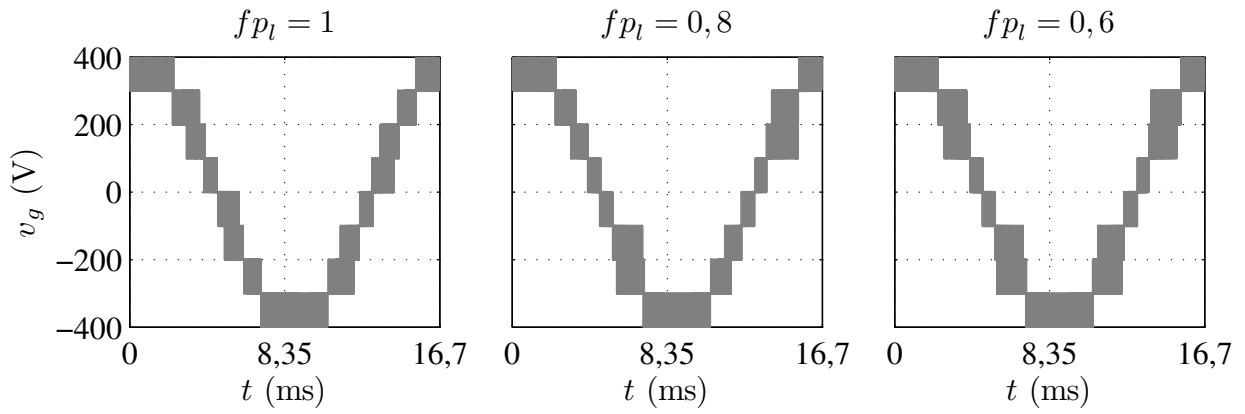 fp_l = 1 fp_l = 0,8 fp_l = 0,6
400
200
0
−200
−400
v_g (V)
0 8,35 16,7 0 8,35 16,7 0 8,35 16,7
t (ms) t (ms) t (ms)